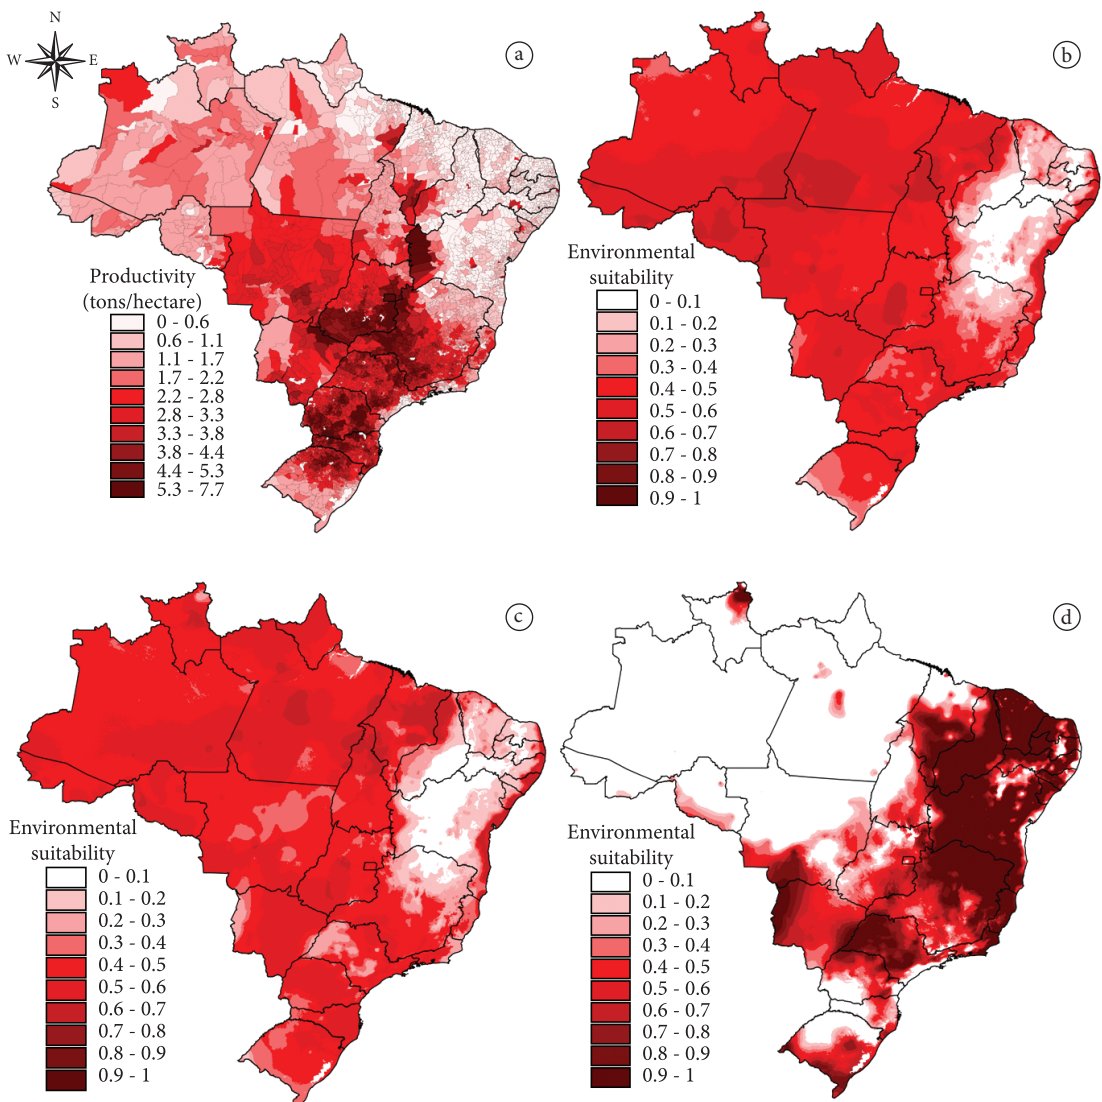 N
W E
S
a
Productivity
(tons/hectare)
0 - 0.6
0.6 - 1.1
1.1 - 1.7
1.7 - 2.2
2.2 - 2.8
2.8 - 3.3
3.3 - 3.8
3.8 - 4.4
4.4 - 5.3
5.3 - 7.7
b
Environmental
suitability
0 - 0.1
0.1 - 0.2
0.2 - 0.3
0.3 - 0.4
0.4 - 0.5
0.5 - 0.6
0.6 - 0.7
0.7 - 0.8
0.8 - 0.9
0.9 - 1
c
Environmental
suitability
0 - 0.1
0.1 - 0.2
0.2 - 0.3
0.3 - 0.4
0.4 - 0.5
0.5 - 0.6
0.6 - 0.7
0.7 - 0.8
0.8 - 0.9
0.9 - 1
d
Environmental
suitability
0 - 0.1
0.1 - 0.2
0.2 - 0.3
0.3 - 0.4
0.4 - 0.5
0.5 - 0.6
0.6 - 0.7
0.7 - 0.8
0.8 - 0.9
0.9 - 1